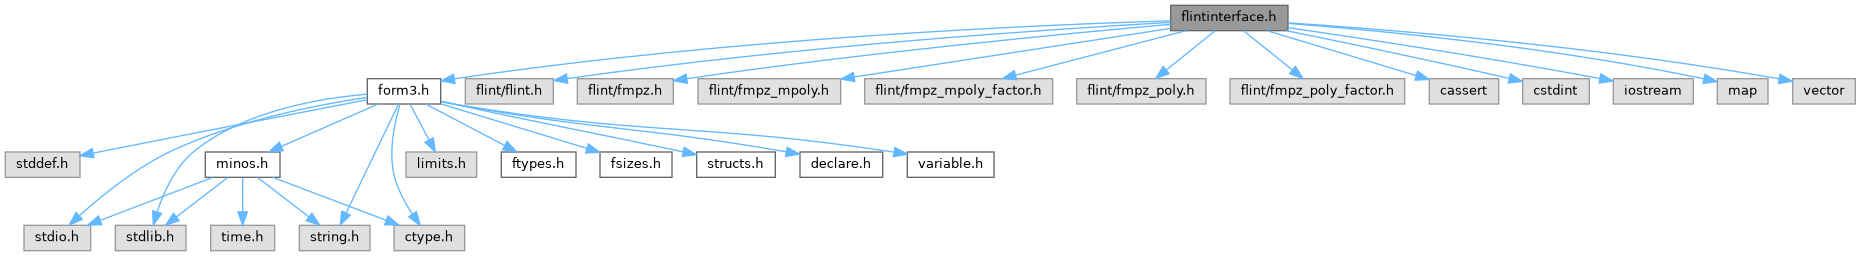 flintinterface.h
form3.h
flint/flint.h
flint/fmpz.h
flint/fmpz_mpoly.h
flint/fmpz_mpoly_factor.h
flint/fmpz_poly.h
flint/fmpz_poly_factor.h
cassert
cstdint
iostream
map
vector
stddef.h
minos.h
limits.h
ftypes.h
fsizes.h
structs.h
declare.h
variable.h
stdio.h
stdlib.h
time.h
string.h
ctype.h